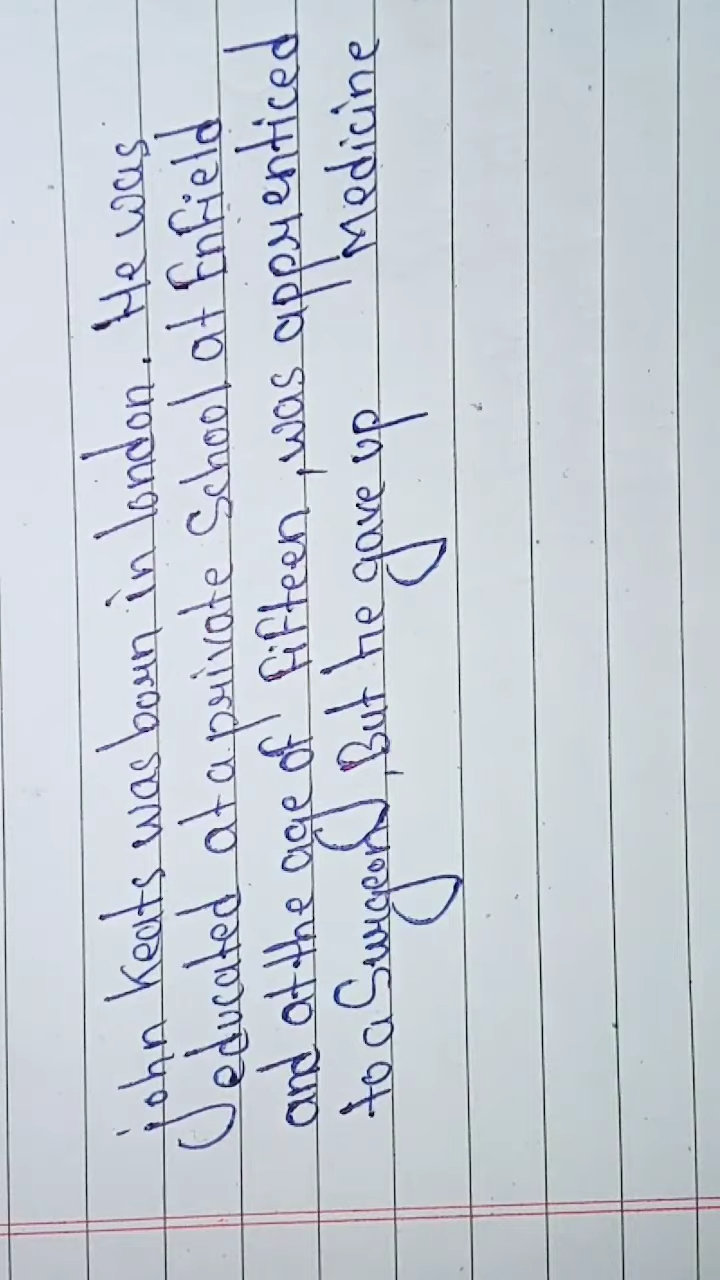 john Keats was born in london. He was
educated at a private School at Enfield
and at the age of fifteen, was apprenticed
to a Surgeon, But he gave up medicine